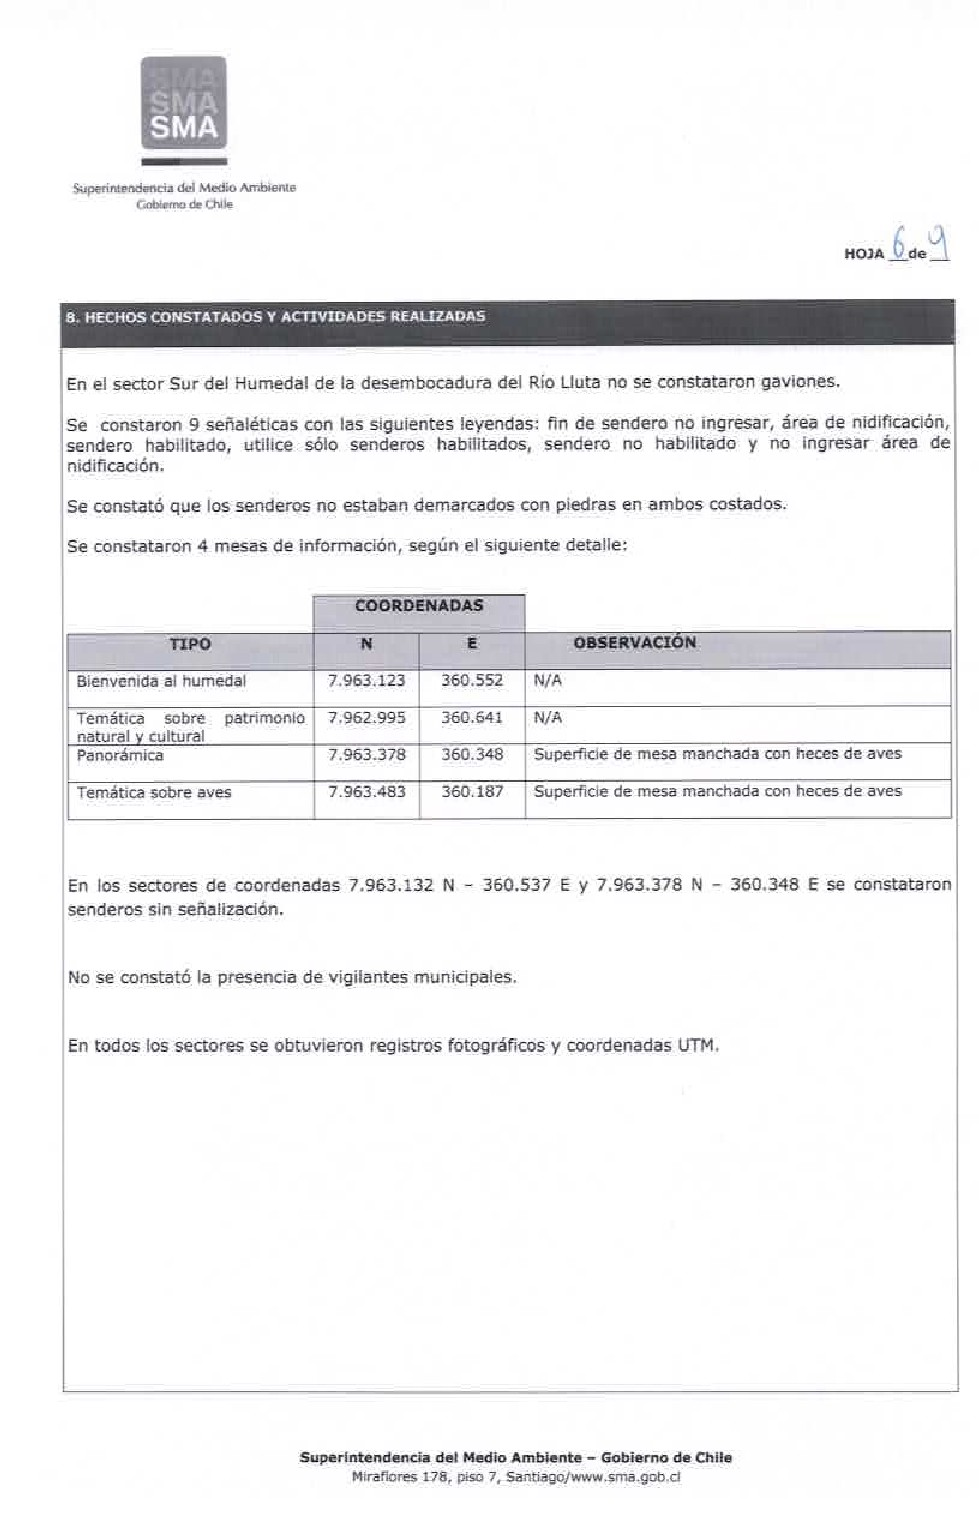 SMA
SMA
SMA
Superintendencia del Medio Ambiente
Gobierno de Chile
HOJA 6 de 9
8. HECHOS CONSTATADOS Y ACTIVIDADES REALIZADAS
En el sector Sur del Humedal de la desembocadura del Río Lluta no se constataron gaviones.
Se constaron 9 señaléticas con las siguientes leyendas: fin de sendero no ingresar, área de nidificación,
sendero habilitado, utilice sólo senderos habilitados, sendero no habilitado y no ingresar área de
nidificación.
Se constató que los senderos no estaban demarcados con piedras en ambos costados.
Se constataron 4 mesas de información, según el siguiente detalle:
COORDENADAS
TIPO N E OBSERVACIÓN
Bienvenida al humedal 7.963.123 360.552 N/A
Temática sobre patrimonio 7.962.995 360.641 N/A
natural y cultural
Panorámica 7.963.378 360.348 Superficie de mesa manchada con heces de aves
Temática sobre aves 7.963.483 360.187 Superficie de mesa manchada con heces de aves
En los sectores de coordenadas 7.963.132 N – 360.537 E y 7.963.378 N – 360.348 E se constataron
senderos sin señalización.
No se constató la presencia de vigilantes municipales.
En todos los sectores se obtuvieron registros fotográficos y coordenadas UTM.
Superintendencia del Medio Ambiente – Gobierno de Chile
Miraflores 178, piso 7, Santiago/www.sma.gob.cl